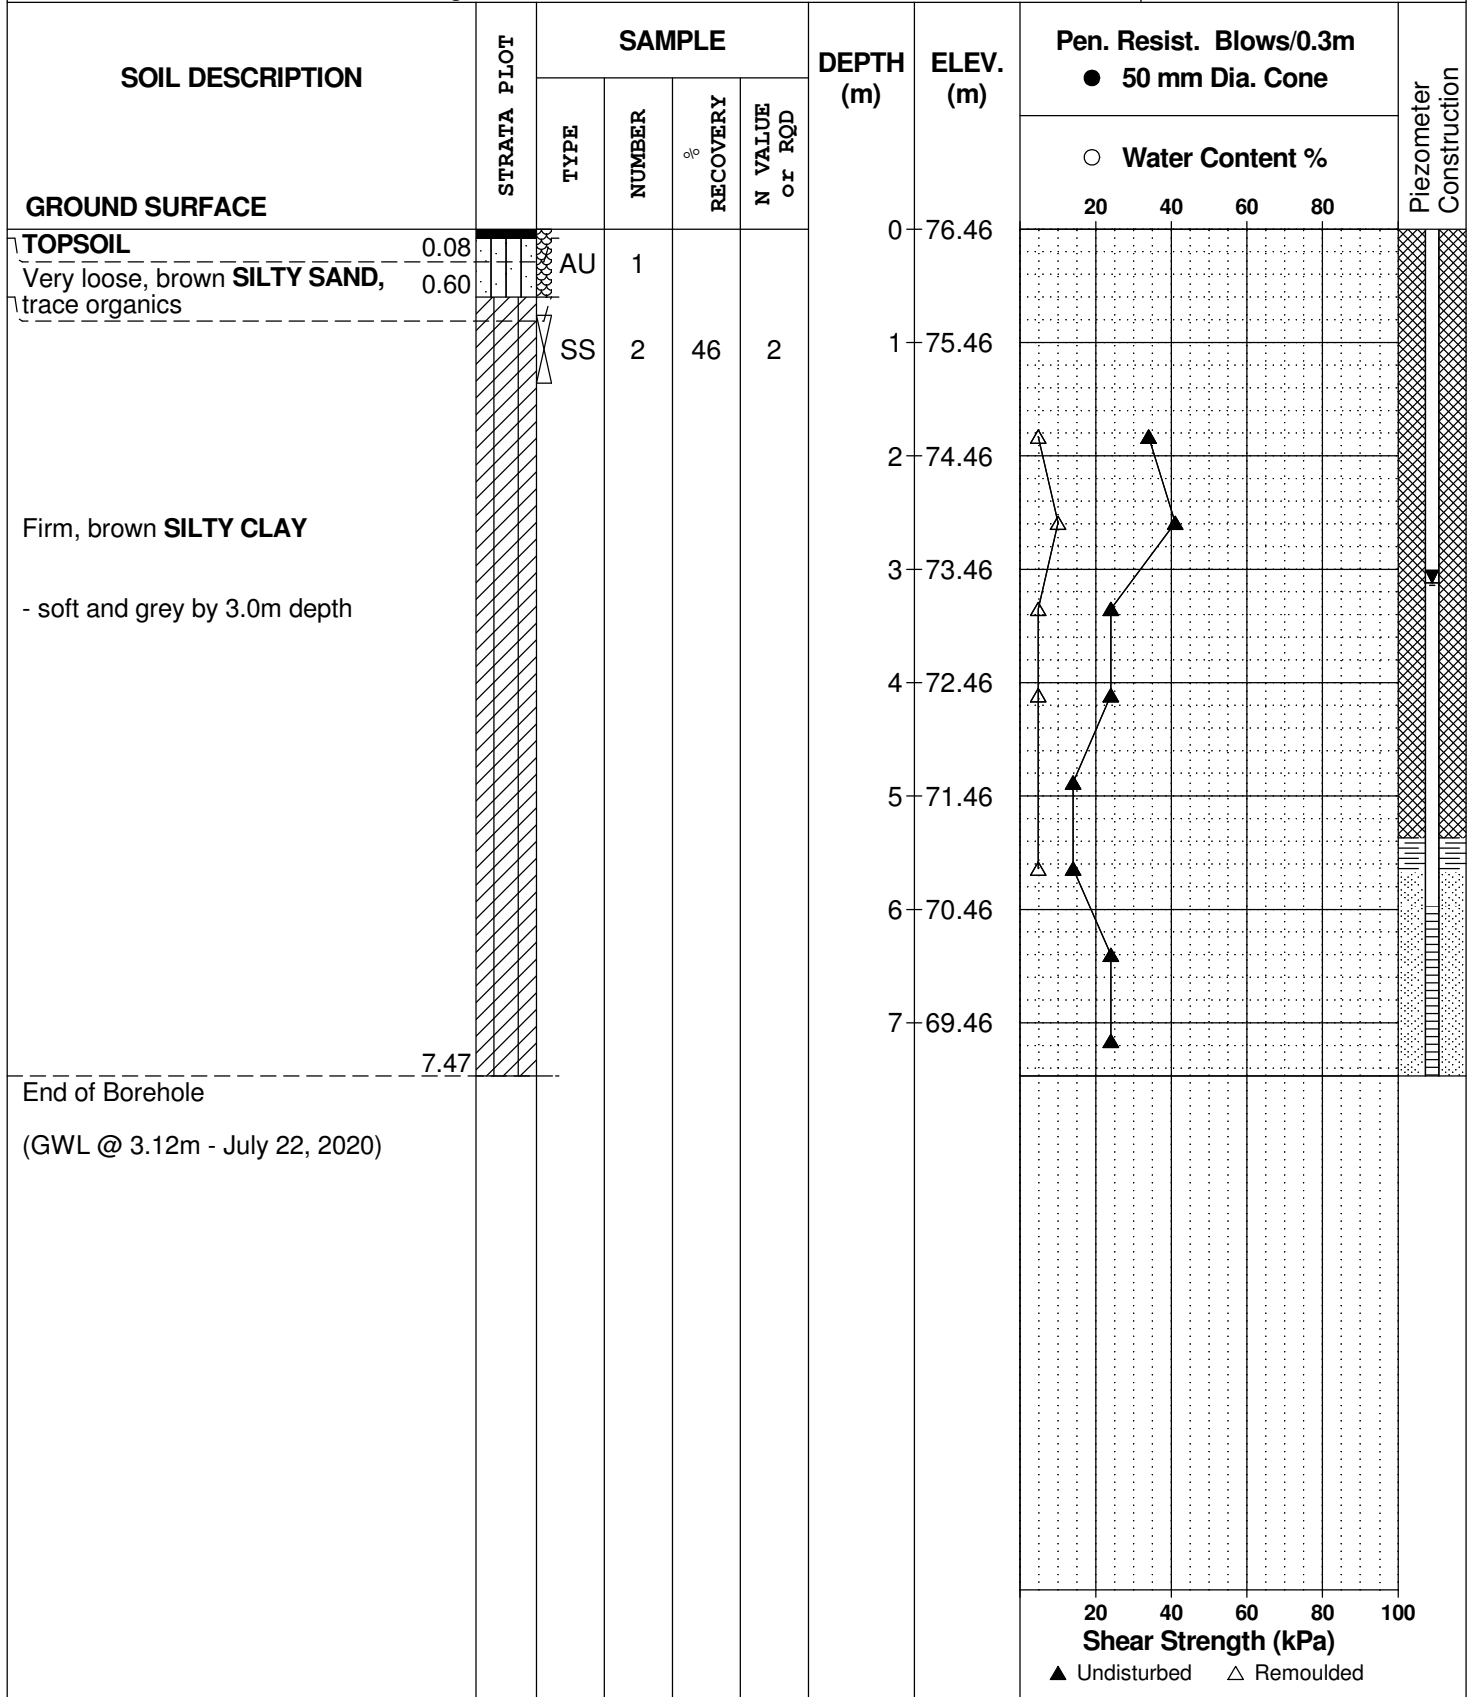 SOIL DESCRIPTION
GROUND SURFACE
STRATA PLOT
SAMPLE
TYPE
NUMBER
% RECOVERY
N VALUE or RQD
DEPTH (m)
ELEV. (m)
Pen. Resist. Blows/0.3m
● 50 mm Dia. Cone
○ Water Content %
20 40 60 80
Piezometer Construction
0 76.46
TOPSOIL 0.08
Very loose, brown SILTY SAND, 0.60
trace organics
AU 1
SS 2 46 2
1 75.46
2 74.46
Firm, brown SILTY CLAY
3 73.46
- soft and grey by 3.0m depth
4 72.46
5 71.46
6 70.46
7 69.46
7.47
End of Borehole
(GWL @ 3.12m - July 22, 2020)
20 40 60 80 100
Shear Strength (kPa)
▲ Undisturbed △ Remoulded